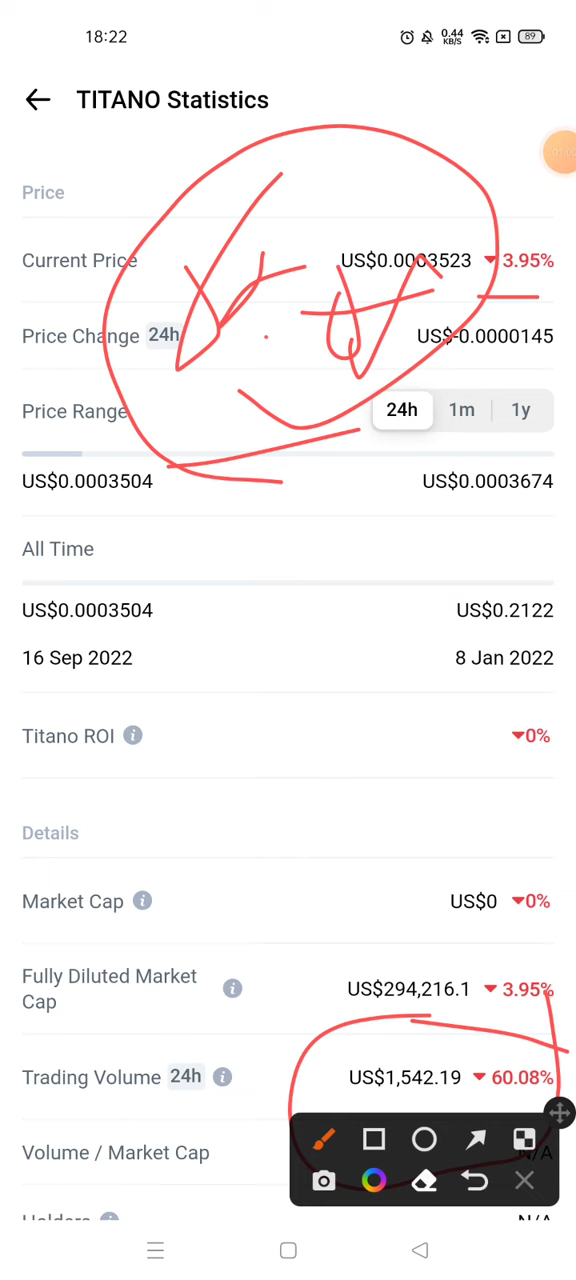 18:22
0.44
KB/S
89
TITANO Statistics
Price
Current Price US$0.0003523 3.95%
Price Change 24h US$-0.0000145
Price Range 24h 1m 1y
US$0.0003504 US$0.0003674
All Time
US$0.0003504 US$0.2122
16 Sep 2022 8 Jan 2022
Titano ROI 0%
Details
Market Cap US$0 0%
Fully Diluted Market
Cap US$294,216.1 3.95%
Trading Volume 24h US$1,542.19 60.08%
Volume / Market Cap N/A
Holders N/A